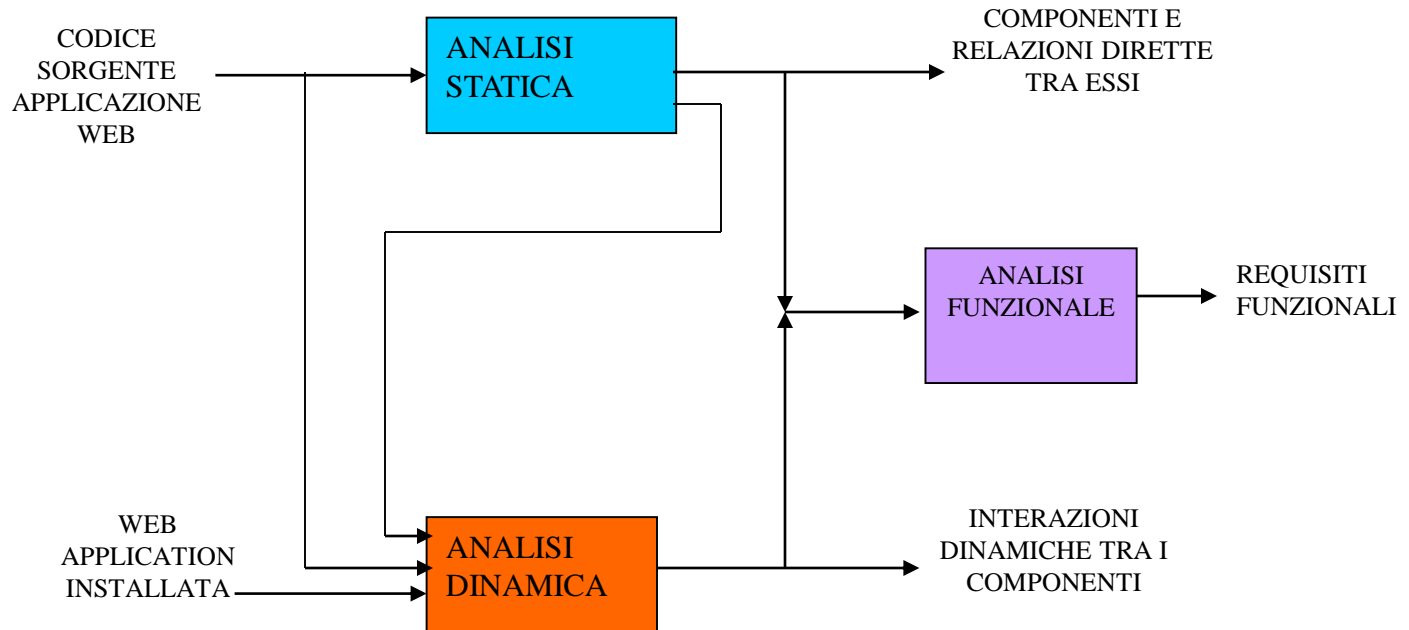 CODICE
SORGENTE
APPLICAZIONE
WEB
ANALISI
STATICA
COMPONENTI E
RELAZIONI DIRETTE
TRA ESSI
ANALISI
FUNZIONALE
REQUISITI
FUNZIONALI
WEB
APPLICATION
INSTALLATA
ANALISI
DINAMICA
INTERAZIONI
DINAMICHE TRA I
COMPONENTI